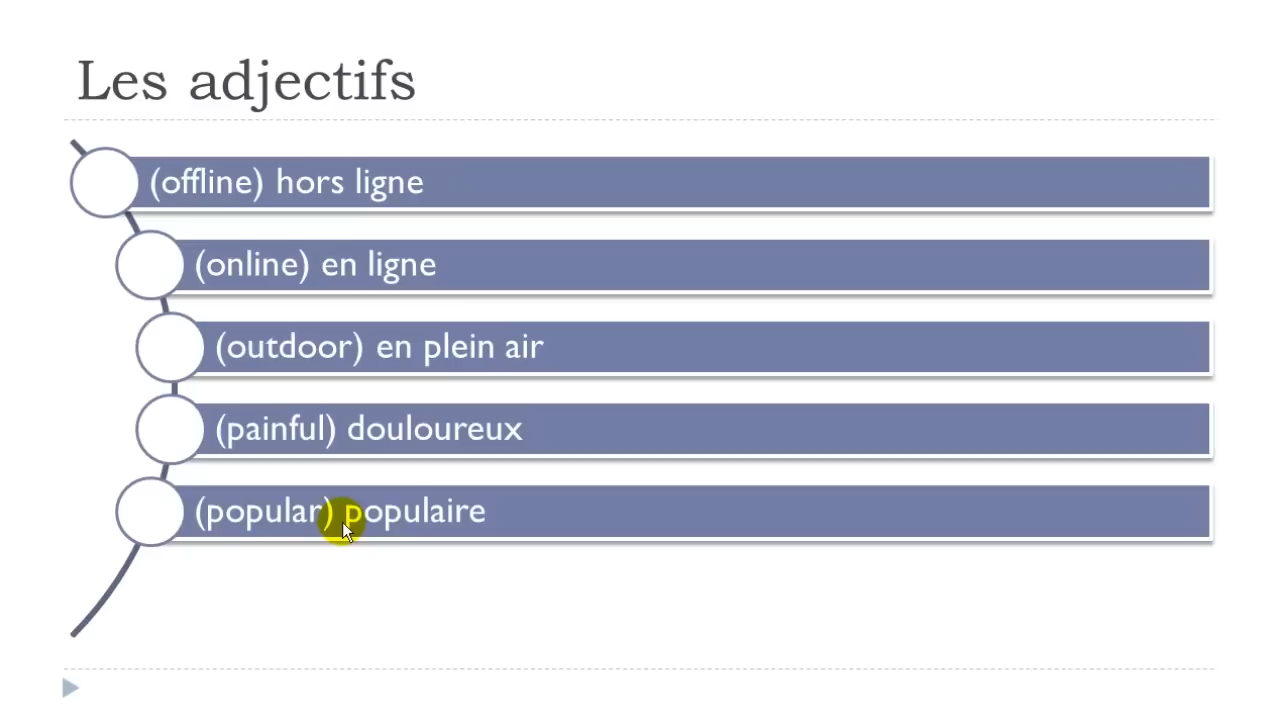 Les adjectifs
(offline) hors ligne
(online) en ligne
(outdoor) en plein air
(painful) douloureux
(popular) populaire